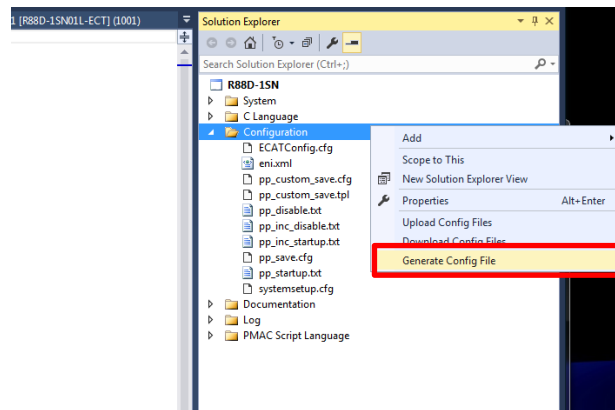 1 [R88D-1SN01L-ECT] (1001)
Solution Explorer
Search Solution Explorer (Ctrl+;)
R88D-1SN
System
C Language
Configuration
ECATConfig.cfg
eni.xml
pp_custom_save.cfg
pp_custom_save.tpl
pp_disable.txt
pp_inc_disable.txt
pp_inc_startup.txt
pp_save.cfg
pp_startup.txt
systemsetup.cfg
Documentation
Log
PMAC Script Language
Add
Scope to This
New Solution Explorer View
Properties Alt+Enter
Upload Config Files
Download Config Files
Generate Config File